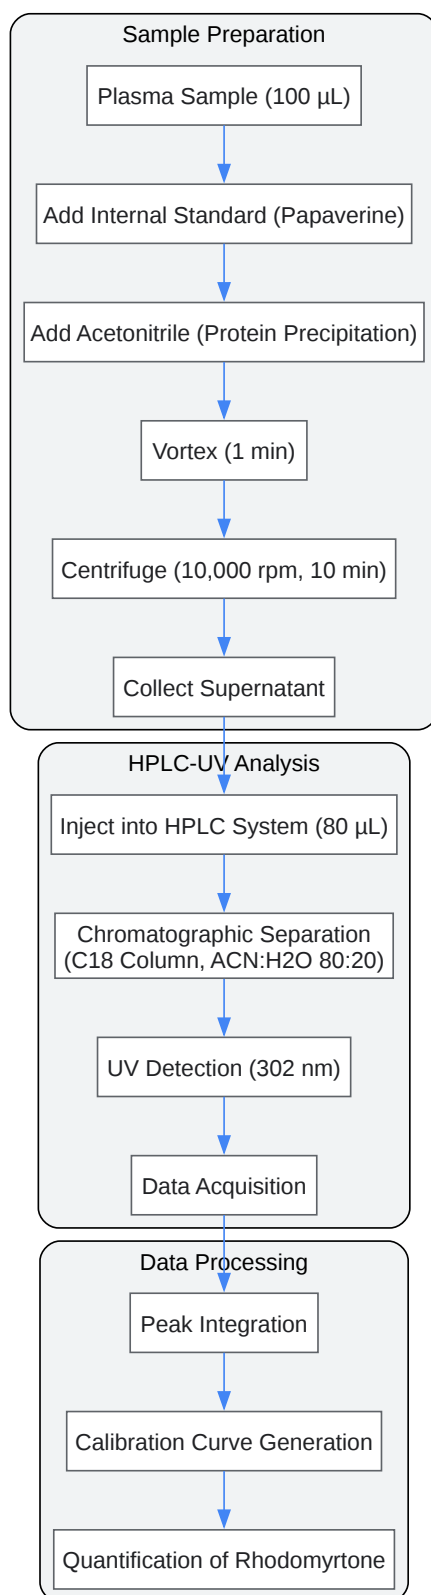 Sample Preparation
Plasma Sample (100 µL)
Add Internal Standard (Papaverine)
Add Acetonitrile (Protein Precipitation)
Vortex (1 min)
Centrifuge (10,000 rpm, 10 min)
Collect Supernatant
HPLC-UV Analysis
Inject into HPLC System (80 µL)
Chromatographic Separation
(C18 Column, ACN:H2O 80:20)
UV Detection (302 nm)
Data Acquisition
Data Processing
Peak Integration
Calibration Curve Generation
Quantification of Rhodomyrtone